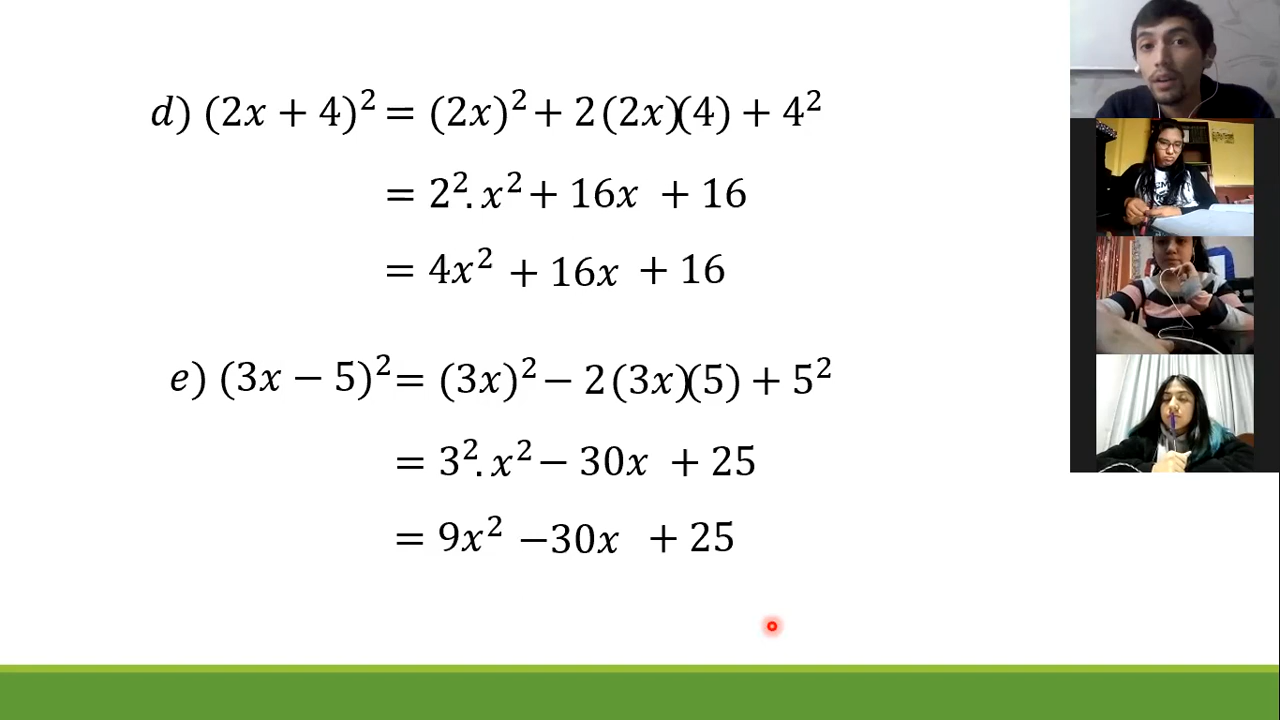 d) (2x + 4)² = (2x)² + 2(2x)(4) + 4²
= 2². x² + 16x + 16
= 4x² + 16x + 16
e) (3x − 5)² = (3x)² − 2(3x)(5) + 5²
= 3². x² − 30x + 25
= 9x² −30x + 25